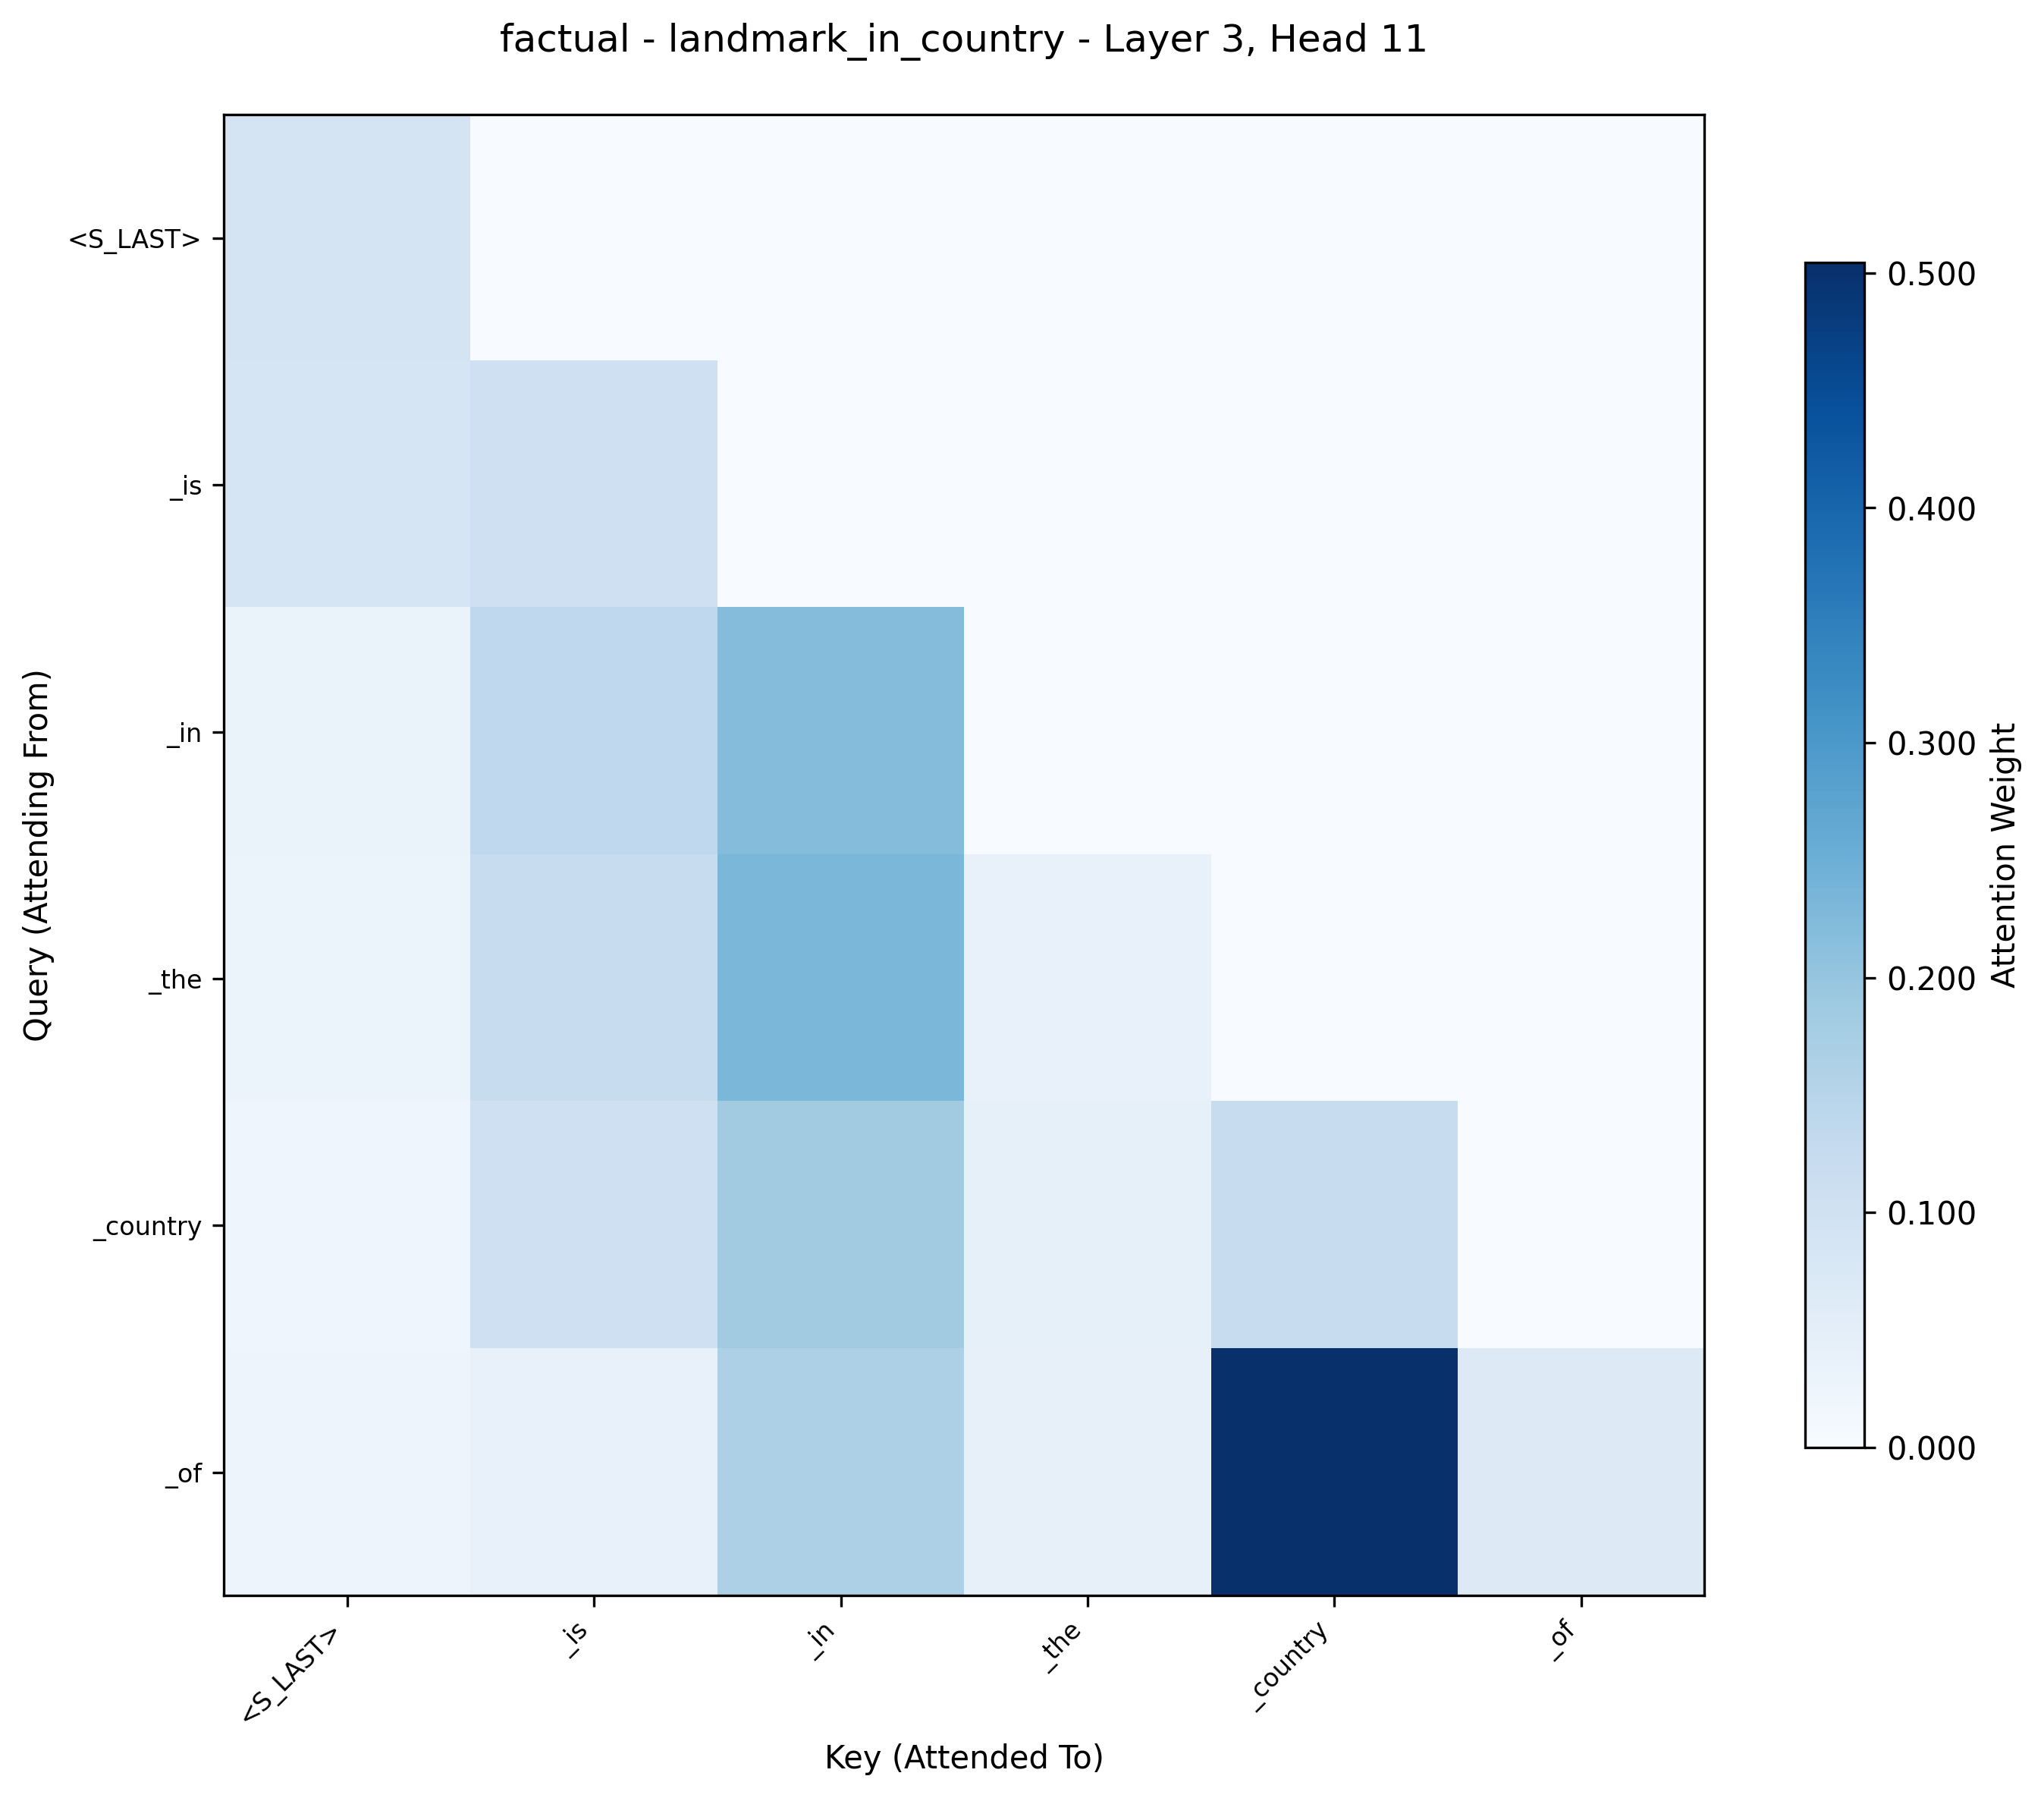 factual - landmark_in_country - Layer 3, Head 11
Query (Attending From)
<S_LAST>
_is
_in
_the
_country
_of
<S_LAST>
_is
_in
_the
_country
_of
Key (Attended To)
0.500
0.400
0.300
0.200
0.100
0.000
Attention Weight